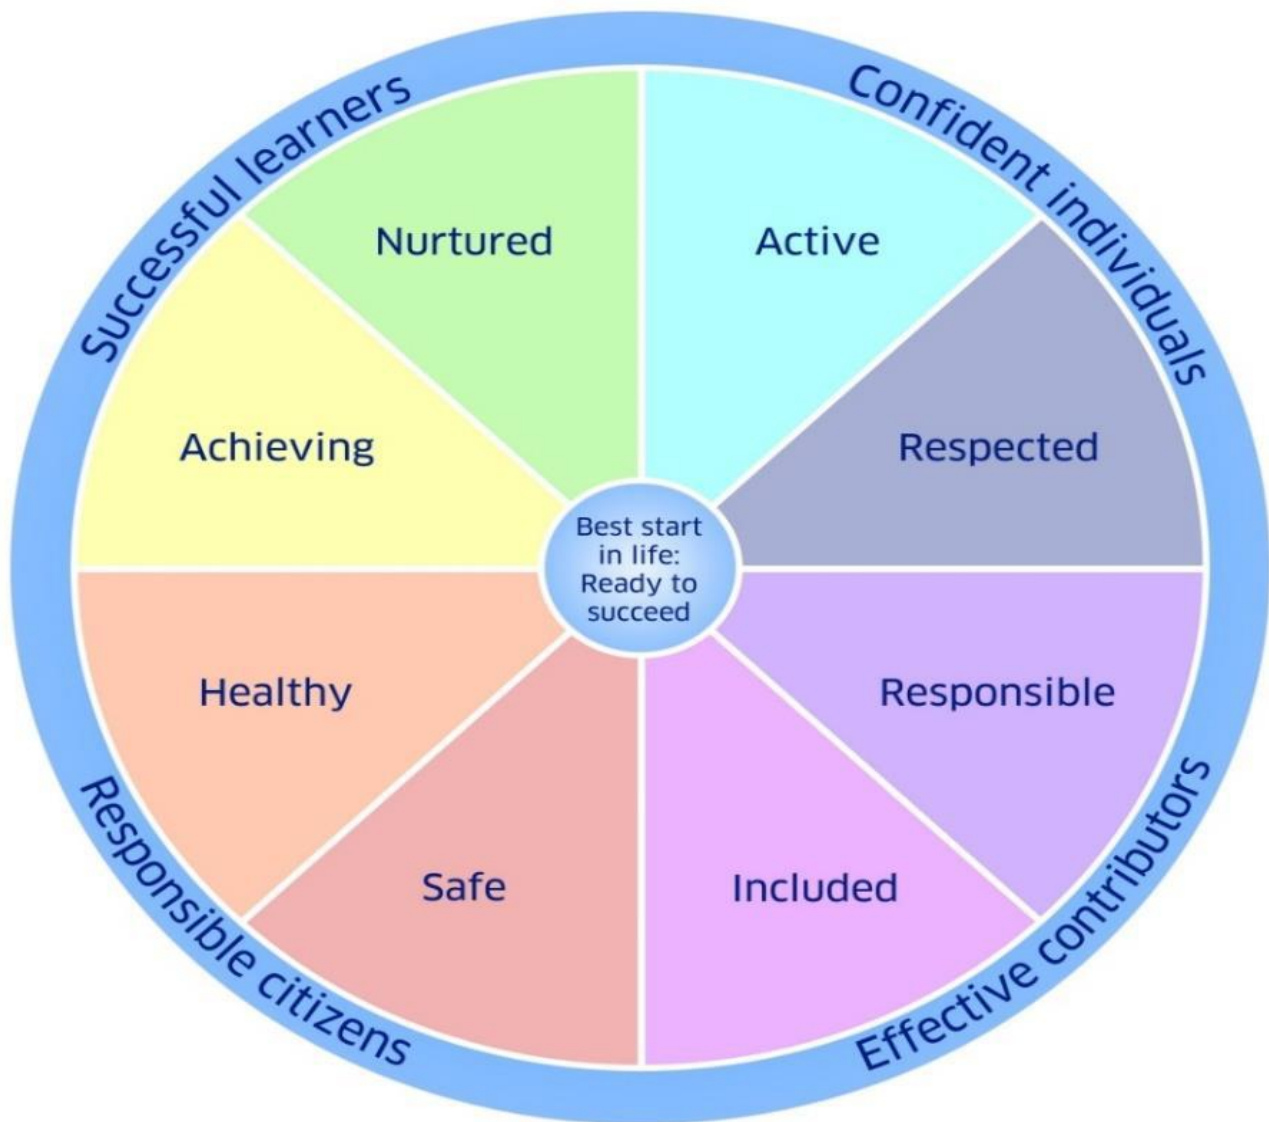 Successful learners
Confident individuals
Nurtured
Active
Achieving
Respected
Best start
in life:
Ready to
succeed
Healthy
Responsible
Safe
Included
Responsible citizens
Effective contributors